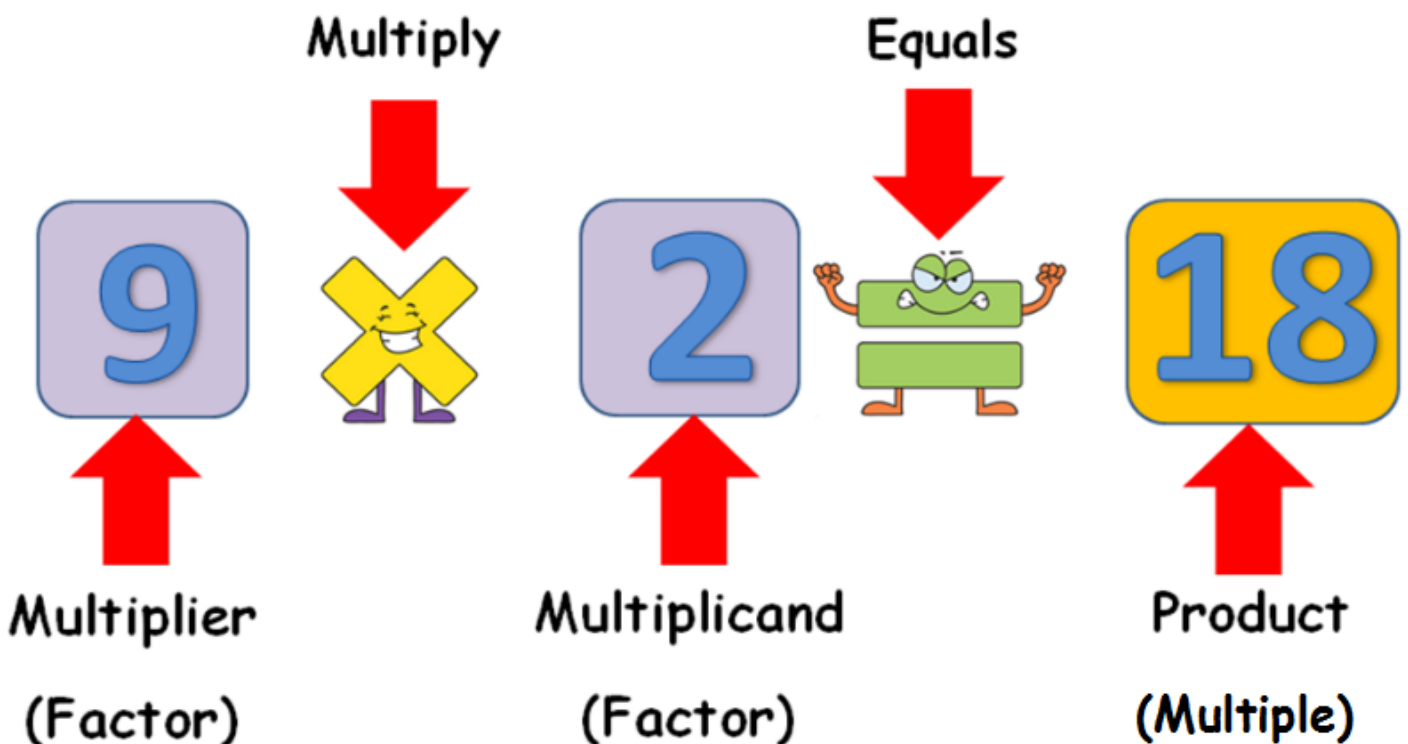 Multiply Equals
9 2 18
Multiplier Multiplicand Product
(Factor) (Factor) (Multiple)